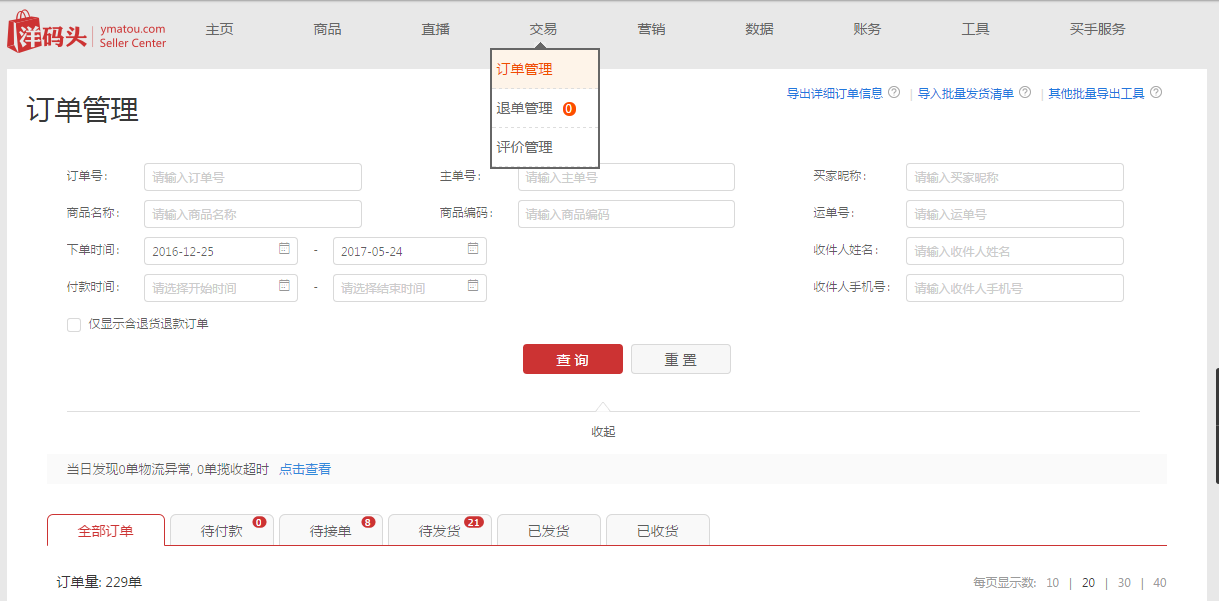 洋码头 ymatou.com Seller Center
主页 商品 直播 交易 营销 数据 账务 工具 买手服务
订单管理
退单管理 0
评价管理
订单管理
导出详细订单信息 ? | 导入批量发货清单 ? | 其他批量导出工具 ?
订单号: 请输入订单号 主单号: 请输入主单号 买家昵称: 请输入买家昵称
商品名称: 请输入商品名称 商品编码: 请输入商品编码 运单号: 请输入运单号
下单时间: 2016-12-25 - 2017-05-24 收件人姓名: 请输入收件人姓名
付款时间: 请选择开始时间 - 请选择结束时间 收件人手机号: 请输入收件人手机号
仅显示含退货退款订单
查 询 重 置
收起
当日发现0单物流异常, 0单揽收超时 点击查看
全部订单 待付款 0 待接单 8 待发货 21 已发货 已收货
订单量: 229单 每页显示数: 10 | 20 | 30 | 40